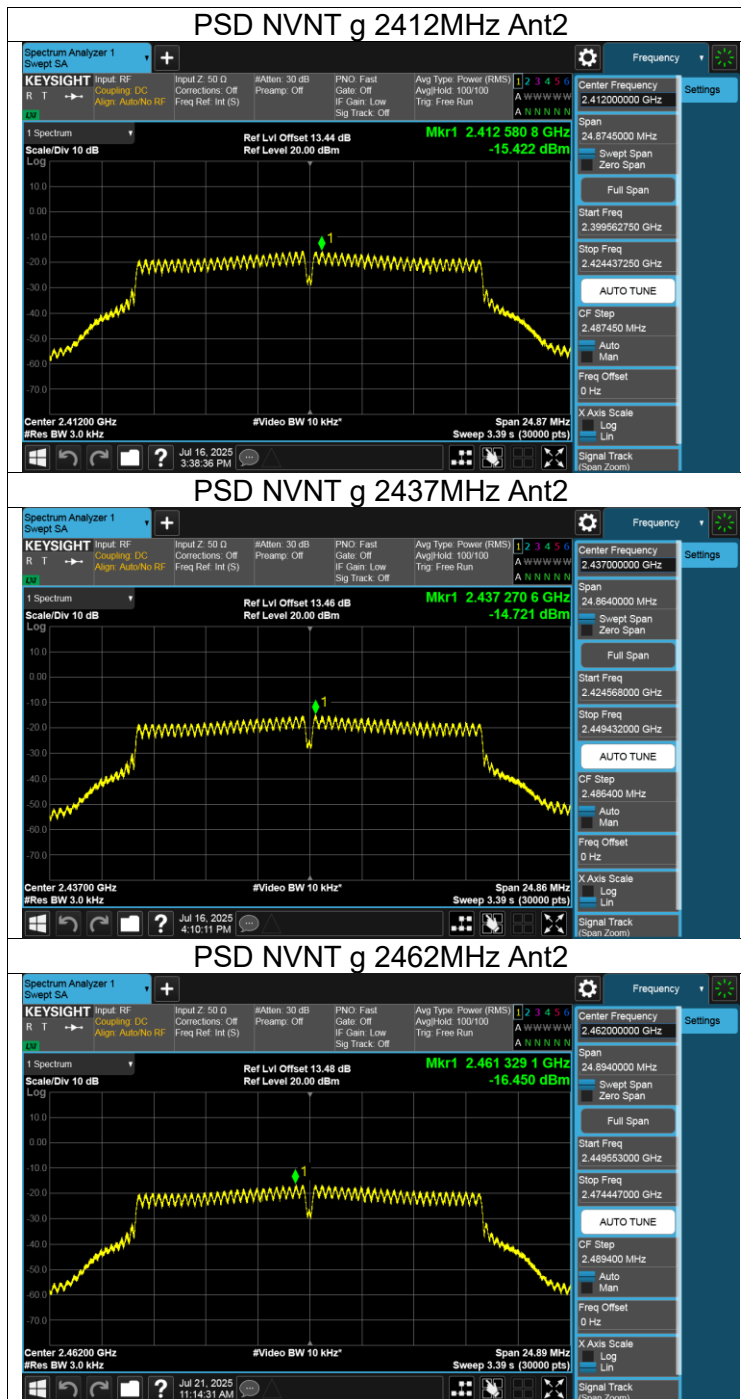 PSD NVNT g 2412MHz Ant2
Spectrum Analyzer 1
Swept SA
Frequency
KEYSIGHT
R T
LXI
Input: RF
Coupling: DC
Align: Auto/No RF
Input Z: 50 Ω
Corrections: Off
Freq Ref: Int (S)
#Atten: 30 dB
Preamp: Off
PNO: Fast
Gate: Off
IF Gain: Low
Sig Track: Off
Avg Type: Power (RMS)
Avg|Hold: 100/100
Trig: Free Run
1 2 3 4 5 6
A W W W W W
A N N N N N
Center Frequency
2.412000000 GHz
Settings
Span
24.8745000 MHz
Swept Span
Zero Span
Full Span
Start Freq
2.399562750 GHz
Stop Freq
2.424437250 GHz
AUTO TUNE
CF Step
2.487450 MHz
Auto
Man
Freq Offset
0 Hz
X Axis Scale
Log
Lin
Signal Track
(Span Zoom)
1 Spectrum
Scale/Div 10 dB
Ref Lvl Offset 13.44 dB
Ref Level 20.00 dBm
Mkr1 2.412 580 8 GHz
-15.422 dBm
Log
10.0
0.00
-10.0
-20.0
-30.0
-40.0
-50.0
-60.0
-70.0
1
Center 2.41200 GHz
#Res BW 3.0 kHz
#Video BW 10 kHz*
Span 24.87 MHz
Sweep 3.39 s (30000 pts)
Jul 16, 2025
3:38:36 PM
PSD NVNT g 2437MHz Ant2
Spectrum Analyzer 1
Swept SA
Frequency
KEYSIGHT
R T
LXI
Input: RF
Coupling: DC
Align: Auto/No RF
Input Z: 50 Ω
Corrections: Off
Freq Ref: Int (S)
#Atten: 30 dB
Preamp: Off
PNO: Fast
Gate: Off
IF Gain: Low
Sig Track: Off
Avg Type: Power (RMS)
Avg|Hold: 100/100
Trig: Free Run
1 2 3 4 5 6
A W W W W W
A N N N N N
Center Frequency
2.437000000 GHz
Settings
Span
24.8640000 MHz
Swept Span
Zero Span
Full Span
Start Freq
2.424568000 GHz
Stop Freq
2.449432000 GHz
AUTO TUNE
CF Step
2.486400 MHz
Auto
Man
Freq Offset
0 Hz
X Axis Scale
Log
Lin
Signal Track
(Span Zoom)
1 Spectrum
Scale/Div 10 dB
Ref Lvl Offset 13.46 dB
Ref Level 20.00 dBm
Mkr1 2.437 270 6 GHz
-14.721 dBm
Log
10.0
0.00
-10.0
-20.0
-30.0
-40.0
-50.0
-60.0
-70.0
1
Center 2.43700 GHz
#Res BW 3.0 kHz
#Video BW 10 kHz*
Span 24.86 MHz
Sweep 3.39 s (30000 pts)
Jul 16, 2025
4:10:11 PM
PSD NVNT g 2462MHz Ant2
Spectrum Analyzer 1
Swept SA
Frequency
KEYSIGHT
R T
LXI
Input: RF
Coupling: DC
Align: Auto/No RF
Input Z: 50 Ω
Corrections: Off
Freq Ref: Int (S)
#Atten: 30 dB
Preamp: Off
PNO: Fast
Gate: Off
IF Gain: Low
Sig Track: Off
Avg Type: Power (RMS)
Avg|Hold: 100/100
Trig: Free Run
1 2 3 4 5 6
A W W W W W
A N N N N N
Center Frequency
2.462000000 GHz
Settings
Span
24.8940000 MHz
Swept Span
Zero Span
Full Span
Start Freq
2.449553000 GHz
Stop Freq
2.474447000 GHz
AUTO TUNE
CF Step
2.489400 MHz
Auto
Man
Freq Offset
0 Hz
X Axis Scale
Log
Lin
Signal Track
(Span Zoom)
1 Spectrum
Scale/Div 10 dB
Ref Lvl Offset 13.48 dB
Ref Level 20.00 dBm
Mkr1 2.461 329 1 GHz
-16.450 dBm
Log
10.0
0.00
-10.0
-20.0
-30.0
-40.0
-50.0
-60.0
-70.0
1
Center 2.46200 GHz
#Res BW 3.0 kHz
#Video BW 10 kHz*
Span 24.89 MHz
Sweep 3.39 s (30000 pts)
Jul 21, 2025
11:14:31 AM